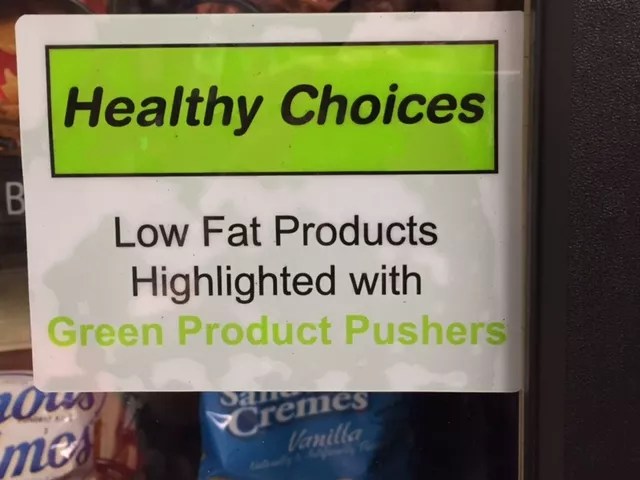 Healthy Choices
B
Low Fat Products
Highlighted with
Green Product Pushers
Cremes
Vanilla